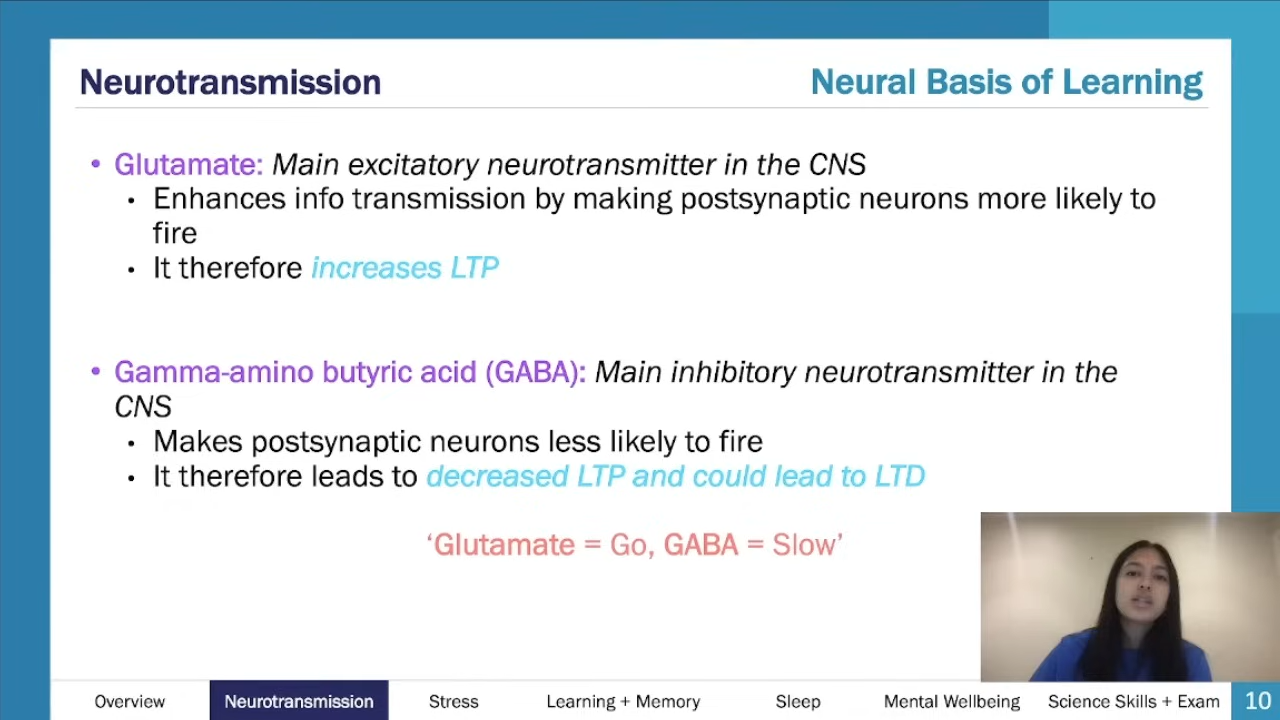 Neurotransmission
Neural Basis of Learning
• Glutamate: Main excitatory neurotransmitter in the CNS
• Enhances info transmission by making postsynaptic neurons more likely to
fire
• It therefore increases LTP
• Gamma-amino butyric acid (GABA): Main inhibitory neurotransmitter in the
CNS
• Makes postsynaptic neurons less likely to fire
• It therefore leads to decreased LTP and could lead to LTD
‘Glutamate = Go, GABA = Slow’
Overview Neurotransmission Stress Learning + Memory Sleep Mental Wellbeing Science Skills + Exam 10